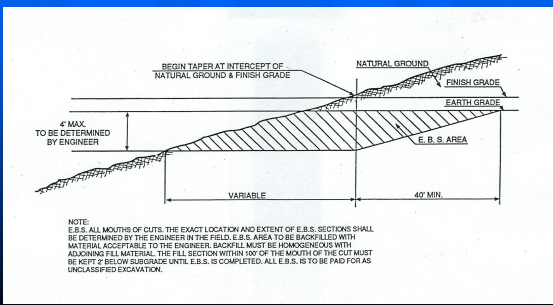 BEGIN TAPER AT INTERCEPT OF
NATURAL GROUND & FINISH GRADE
NATURAL GROUND
FINISH GRADE
EARTH GRADE
4' MAX.
TO BE DETERMINED
BY ENGINEER
E. B. S. AREA
VARIABLE
40' MIN.
NOTE:
E.B.S. ALL MOUTHS OF CUTS. THE EXACT LOCATION AND EXTENT OF E.B.S. SECTIONS SHALL
BE DETERMINED BY THE ENGINEER IN THE FIELD. E.B.S. AREA TO BE BACKFILLED WITH
MATERIAL ACCEPTABLE TO THE ENGINEER. BACKFILL MUST BE HOMOGENEOUS WITH
ADJOINING FILL MATERIAL. THE FILL SECTION WITHIN 100' OF THE MOUTH OF THE CUT MUST
BE KEPT 2' BELOW SUBGRADE UNTIL E.B.S. IS COMPLETED. ALL E.B.S. IS TO BE PAID FOR AS
UNCLASSIFIED EXCAVATION.